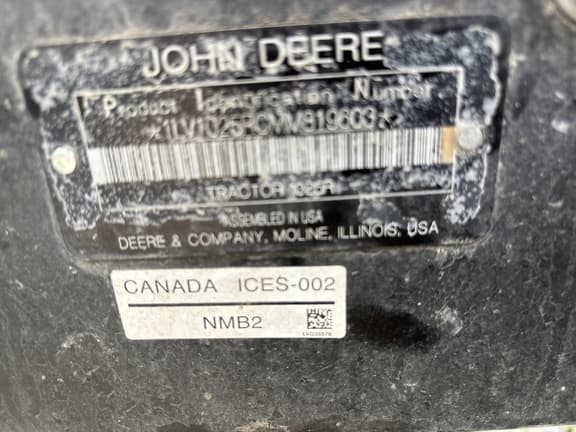 JOHN DEERE
Product Identification Number
TRACTOR 1025R
ASSEMBLED IN USA
DEERE & COMPANY, MOLINE, ILLINOIS, USA
CANADA ICES-002
NMB2